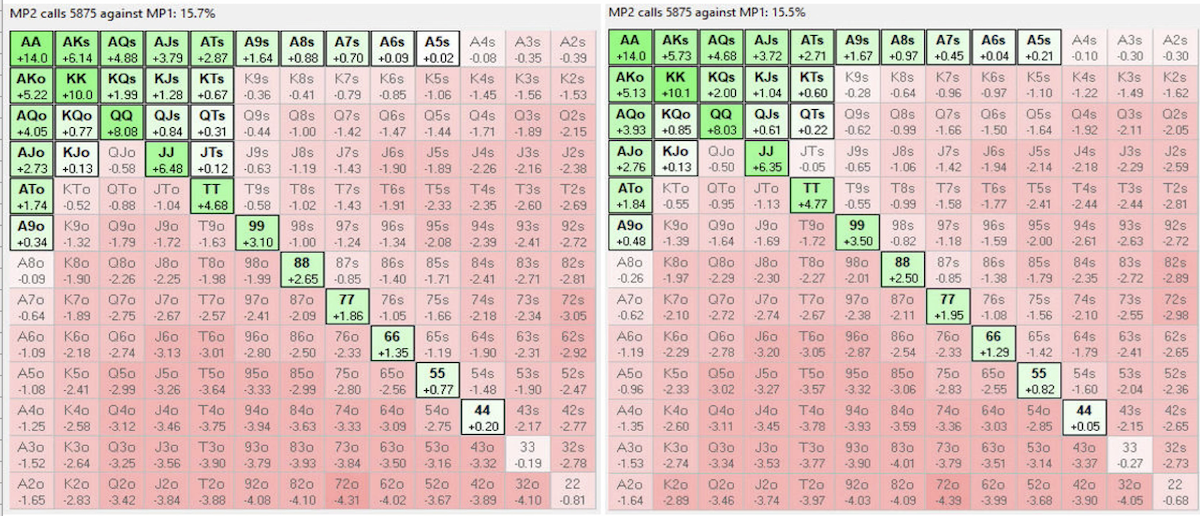 MP2 calls 5875 against MP1: 15.7%
AA AKs AQs AJs ATs A9s A8s A7s A6s A5s A4s A3s A2s
+14.0 +6.14 +4.88 +3.79 +2.87 +1.64 +0.88 +0.70 +0.09 +0.02 -0.08 -0.35 -0.39
AKo KK KQs KJs KTs K9s K8s K7s K6s K5s K4s K3s K2s
+5.22 +10.0 +1.99 +1.28 +0.67 -0.36 -0.41 -0.79 -0.85 -1.06 -1.45 -1.56 -1.53
AQo KQo QQ QJs QTs Q9s Q8s Q7s Q6s Q5s Q4s Q3s Q2s
+4.05 +0.77 +8.08 +0.84 +0.31 -0.44 -1.00 -1.42 -1.47 -1.44 -1.71 -1.89 -2.15
AJo KJo QJo JJ JTs J9s J8s J7s J6s J5s J4s J3s J2s
+2.73 +0.13 -0.58 +6.48 +0.12 -0.63 -1.19 -1.43 -1.90 -1.89 -2.26 -2.16 -2.38
ATo KTo QTo JTo TT T9s T8s T7s T6s T5s T4s T3s T2s
+1.74 -0.52 -0.88 -1.04 +4.68 -0.58 -1.02 -1.43 -1.91 -2.33 -2.35 -2.60 -2.69
A9o K9o Q9o J9o T9o 99 98s 97s 96s 95s 94s 93s 92s
+0.34 -1.32 -1.79 -1.72 -1.63 +3.10 -1.00 -1.24 -1.34 -2.08 -2.39 -2.41 -2.72
A8o K8o Q8o J8o T8o 98o 88 87s 86s 85s 84s 83s 82s
-0.09 -1.90 -2.26 -2.25 -1.98 -1.99 +2.65 -0.85 -1.40 -1.71 -2.41 -2.71 -2.81
A7o K7o Q7o J7o T7o 97o 87o 77 76s 75s 74s 73s 72s
-0.64 -1.89 -2.75 -2.67 -2.57 -2.41 -2.09 +1.86 -1.05 -1.66 -2.18 -2.34 -3.05
A6o K6o Q6o J6o T6o 96o 86o 76o 66 65s 64s 63s 62s
-1.09 -2.18 -2.74 -3.13 -3.01 -2.80 -2.50 -2.33 +1.35 -1.19 -1.90 -2.31 -2.92
A5o K5o Q5o J5o T5o 95o 85o 75o 65o 55 54s 53s 52s
-1.08 -2.41 -2.99 -3.26 -3.64 -3.33 -2.99 -2.80 -2.56 +0.77 -1.48 -1.90 -2.47
A4o K4o Q4o J4o T4o 94o 84o 74o 64o 54o 44 43s 42s
-1.25 -2.58 -3.12 -3.46 -3.75 -3.94 -3.63 -3.33 -3.09 -2.75 +0.20 -2.15 -2.65
A3o K3o Q3o J3o T3o 93o 83o 73o 63o 53o 43o 33 32s
-1.52 -2.64 -3.25 -3.56 -3.90 -3.79 -3.93 -3.84 -3.50 -3.16 -3.32 -0.19 -2.78
A2o K2o Q2o J2o T2o 92o 82o 72o 62o 52o 42o 32o 22
-1.65 -2.83 -3.42 -3.84 -3.88 -4.08 -4.10 -4.31 -4.02 -3.67 -3.89 -4.10 -0.81
MP2 calls 5875 against MP1: 15.5%
AA AKs AQs AJs ATs A9s A8s A7s A6s A5s A4s A3s A2s
+14.0 +5.73 +4.68 +3.72 +2.71 +1.67 +0.97 +0.45 +0.04 +0.21 -0.10 -0.30 -0.30
AKo KK KQs KJs KTs K9s K8s K7s K6s K5s K4s K3s K2s
+5.13 +10.1 +2.00 +1.04 +0.60 -0.28 -0.64 -0.96 -0.97 -1.10 -1.22 -1.49 -1.62
AQo KQo QQ QJs QTs Q9s Q8s Q7s Q6s Q5s Q4s Q3s Q2s
+3.93 +0.85 +8.03 +0.61 +0.22 -0.62 -0.99 -1.66 -1.50 -1.64 -1.92 -2.11 -2.05
AJo KJo QJo JJ JTs J9s J8s J7s J6s J5s J4s J3s J2s
+2.76 +0.13 -0.50 +6.35 -0.05 -0.65 -1.06 -1.42 -1.94 -2.14 -2.18 -2.29 -2.59
ATo KTo QTo JTo TT T9s T8s T7s T6s T5s T4s T3s T2s
+1.84 -0.55 -0.95 -1.13 +4.77 -0.55 -0.99 -1.58 -1.77 -2.41 -2.44 -2.44 -2.81
A9o K9o Q9o J9o T9o 99 98s 97s 96s 95s 94s 93s 92s
+0.48 -1.39 -1.64 -1.69 -1.72 +3.50 -0.82 -1.18 -1.59 -2.00 -2.61 -2.63 -2.72
A8o K8o Q8o J8o T8o 98o 88 87s 86s 85s 84s 83s 82s
-0.26 -1.97 -2.29 -2.30 -2.27 -2.01 +2.50 -0.85 -1.38 -1.79 -2.35 -2.72 -2.89
A7o K7o Q7o J7o T7o 97o 87o 77 76s 75s 74s 73s 72s
-0.62 -2.10 -2.72 -2.74 -2.67 -2.38 -2.11 +1.95 -1.08 -1.56 -2.10 -2.55 -2.98
A6o K6o Q6o J6o T6o 96o 86o 76o 66 65s 64s 63s 62s
-1.19 -2.29 -2.78 -3.20 -3.05 -2.87 -2.54 -2.33 +1.29 -1.42 -1.79 -2.41 -2.65
A5o K5o Q5o J5o T5o 95o 85o 75o 65o 55 54s 53s 52s
-0.96 -2.33 -3.02 -3.27 -3.57 -3.32 -3.06 -2.83 -2.55 +0.82 -1.60 -2.04 -2.36
A4o K4o Q4o J4o T4o 94o 84o 74o 64o 54o 44 43s 42s
-1.35 -2.60 -3.11 -3.45 -3.78 -3.93 -3.59 -3.36 -3.03 -2.85 +0.05 -2.15 -2.65
A3o K3o Q3o J3o T3o 93o 83o 73o 63o 53o 43o 33 32s
-1.53 -2.74 -3.34 -3.53 -3.77 -3.90 -4.01 -3.79 -3.51 -3.14 -3.37 -0.27 -2.73
A2o K2o Q2o J2o T2o 92o 82o 72o 62o 52o 42o 32o 22
-1.64 -2.89 -3.46 -3.74 -3.97 -4.03 -4.09 -4.39 -3.99 -3.68 -3.90 -4.05 -0.68